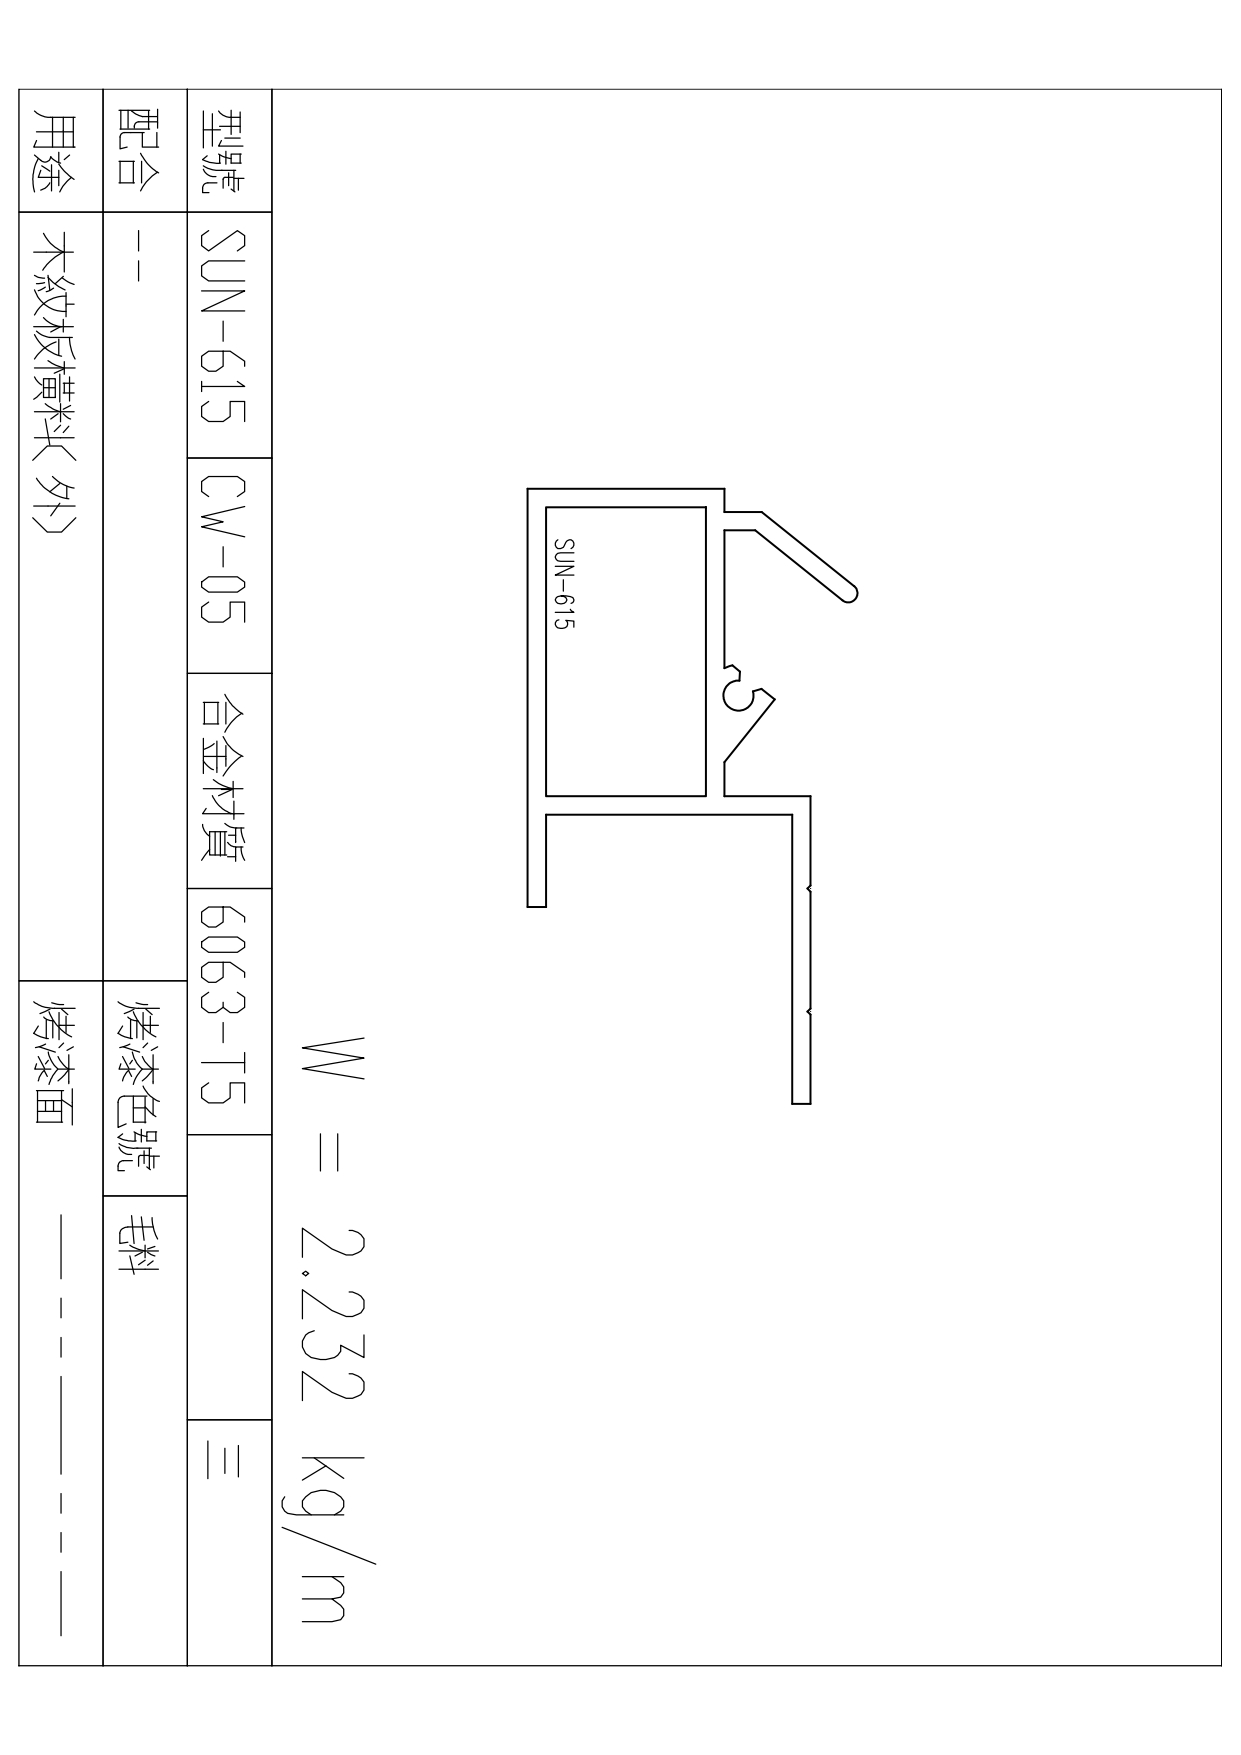 SUN-615
W = 2.232 kg/m
型號 SUN-615 CW-05 合金材質 6063-T5 三
配合 -- 烤漆色號 毛料
用途 木紋板橫料(外) 烤漆面